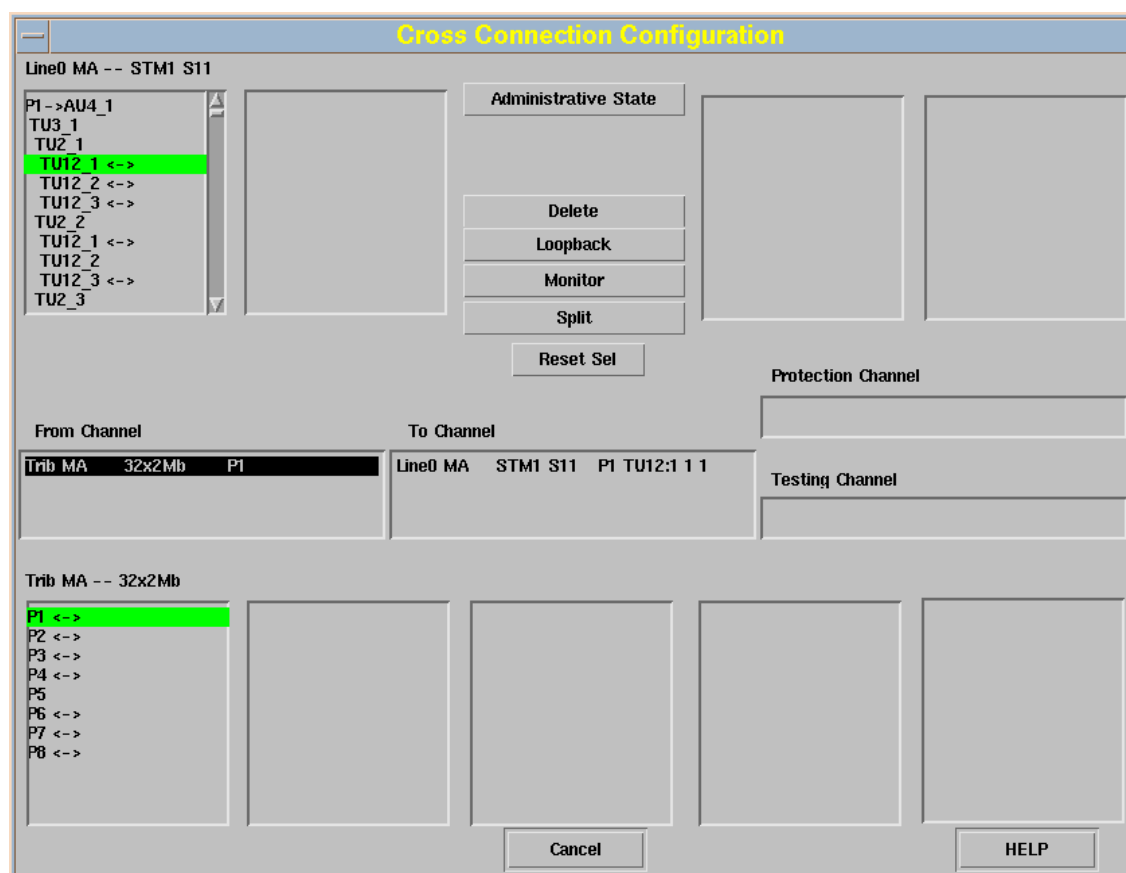 Cross Connection Configuration
Line0 MA -- STM1 S11
P1->AU4_1
TU3_1
TU2_1
TU12_1 <->
TU12_2 <->
TU12_3 <->
TU2_2
TU12_1 <->
TU12_2
TU12_3 <->
TU2_3
Administrative State
Delete
Loopback
Monitor
Split
Reset Sel
Protection Channel
From Channel
To Channel
Trib MA 32x2Mb P1
Line0 MA STM1 S11 P1 TU12:1 1 1
Testing Channel
Trib MA -- 32x2Mb
P1 <->
P2 <->
P3 <->
P4 <->
P5
P6 <->
P7 <->
P8 <->
Cancel
HELP